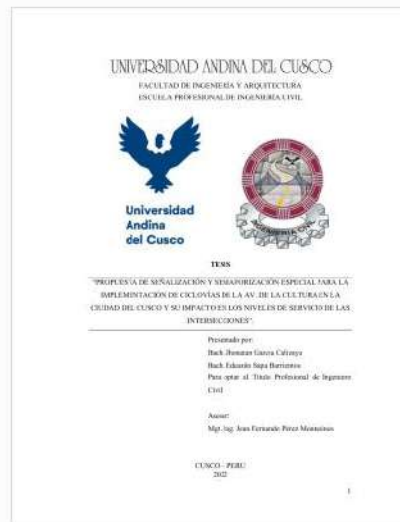 UNIVERSIDAD ANDINA DEL CUSCO
FACULTAD DE INGENIERÍA Y ARQUITECTURA
ESCUELA PROFESIONAL DE INGENIERÍA CIVIL
Universidad
Andina
del Cusco
INGENIERIA CIVIL
TESIS
"PROPUESTA DE SEÑALIZACIÓN Y SEMAFORIZACIÓN ESPECIAL PARA LA
IMPLEMENTACIÓN DE CICLOVÍAS DE LA AV. DE LA CULTURA EN LA
CIUDAD DEL CUSCO Y SU IMPACTO EN LOS NIVELES DE SERVICIO DE LAS
INTERSECCIONES".
Presentado por:
Bach. Jhonatan Garcia
Bach. Eduardo Sapa Barrientos
Para optar al Título Profesional de Ingeniero
Civil
Asesor:
Mgt. Ing. Jean Fernando Perez Montesinos
CUSCO - PERU
2022
1